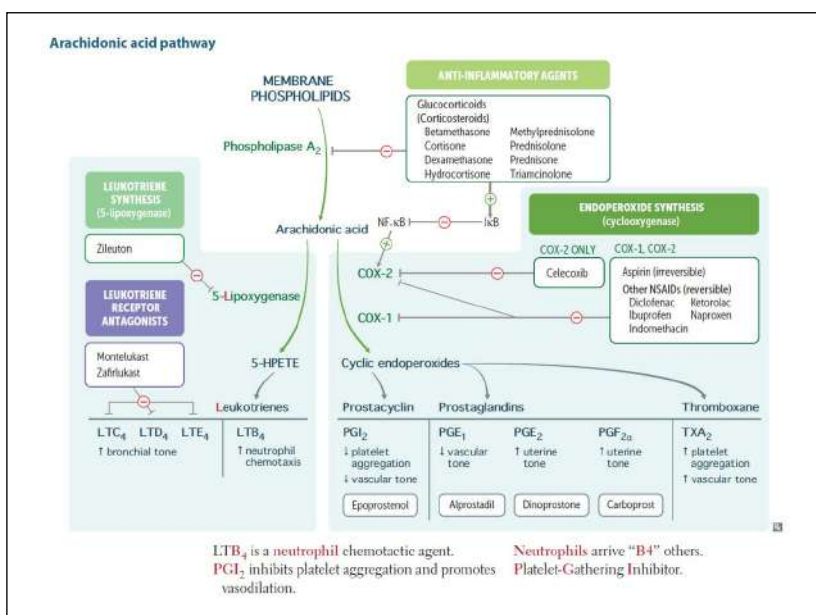 Arachidonic acid pathway
MEMBRANE
PHOSPHOLIPIDS
Phospholipase A2
ANTI-INFLAMMATORY AGENTS
Glucocorticoids
(Corticosteroids)
Betamethasone Methylprednisolone
Cortisone Prednisolone
Dexamethasone Prednisone
Hydrocortisone Triamcinolone
LEUKOTRIENE
SYNTHESIS
(5-lipoxygenase)
Zileuton
5-Lipoxygenase
LEUKOTRIENE
RECEPTOR
ANTAGONISTS
Montelukast
Zafirlukast
Arachidonic acid
NF-κB
IκB
ENDOPEROXIDE SYNTHESIS
(cyclooxygenase)
COX-2 ONLY
COX-1, COX-2
COX-2
Celecoxib
Aspirin (irreversible)
Other NSAIDs (reversible)
Diclofenac Ketorolac
Ibuprofen Naproxen
Indomethacin
COX-1
5-HPETE
Cyclic endoperoxides
Leukotrienes
Prostacyclin
Prostaglandins
Thromboxane
LTC4 LTD4 LTE4
↑ bronchial tone
LTB4
↑ neutrophil
chemotaxis
PGI2
↓ platelet
aggregation
↓ vascular tone
Epoprostenol
PGE1
↓ vascular
tone
Alprostadil
PGE2
↑ uterine
tone
Dinoprostone
PGF2α
↑ uterine
tone
Carboprost
TXA2
↑ platelet
aggregation
↑ vascular tone
LTB4 is a neutrophil chemotactic agent.
PGI2 inhibits platelet aggregation and promotes
vasodilation.
Neutrophils arrive “B4” others.
Platelet-Gathering Inhibitor.